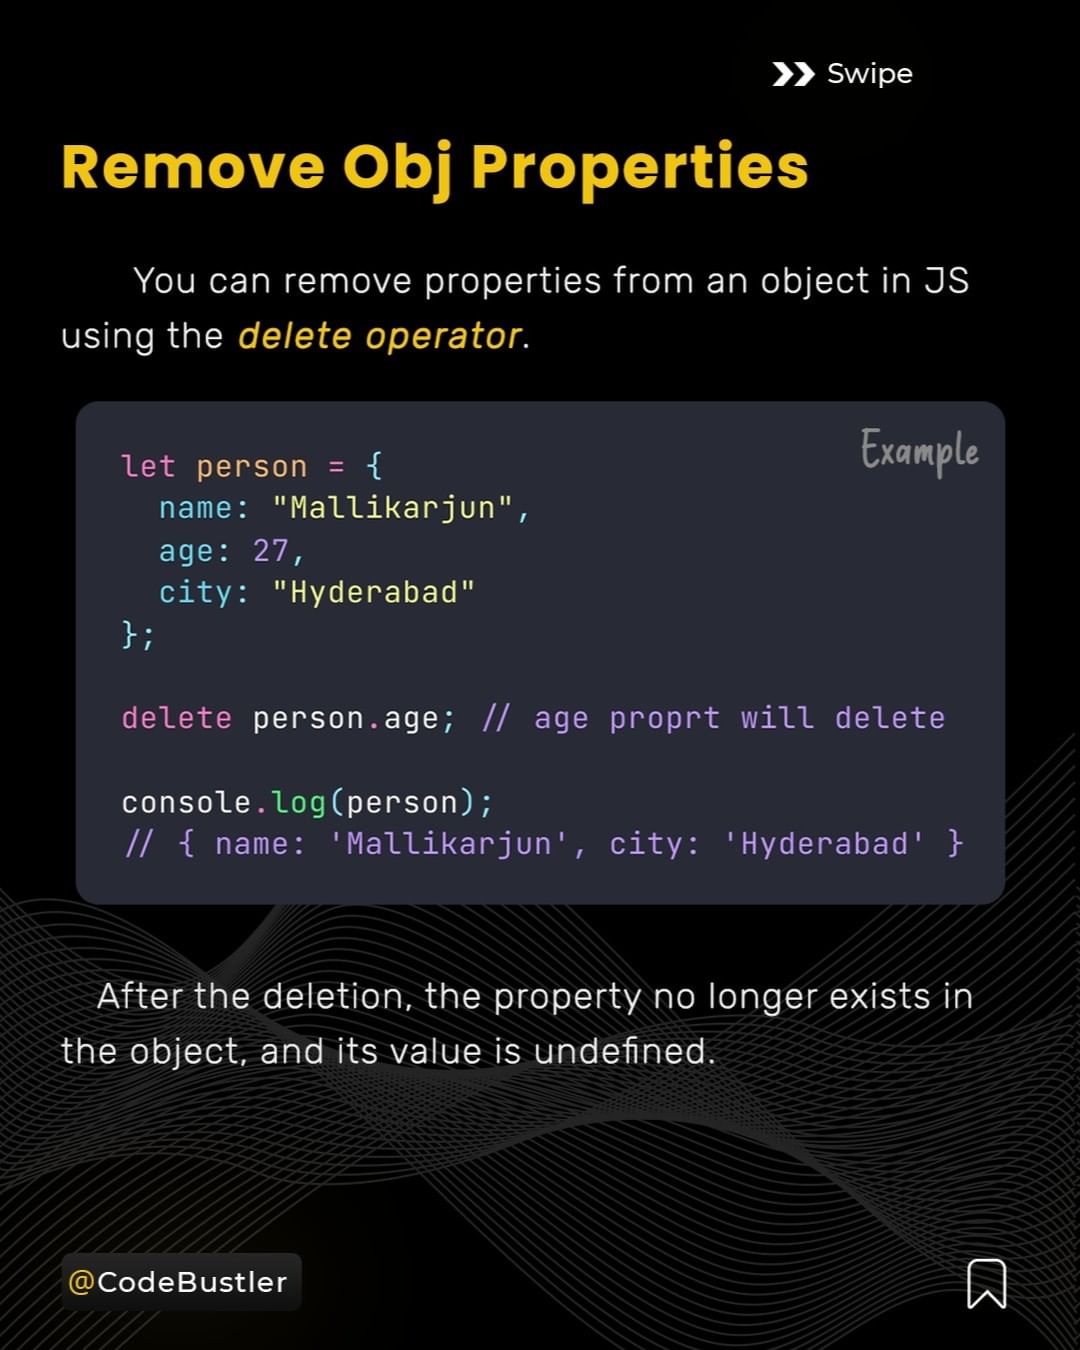 Swipe
Remove Obj Properties
You can remove properties from an object in JS
using the delete operator.
Example
let person = {
  name: "Mallikarjun",
  age: 27,
  city: "Hyderabad"
};
delete person.age; // age proprt will delete
console.log(person);
// { name: 'Mallikarjun', city: 'Hyderabad' }
After the deletion, the property no longer exists in
the object, and its value is undefined.
@CodeBustler